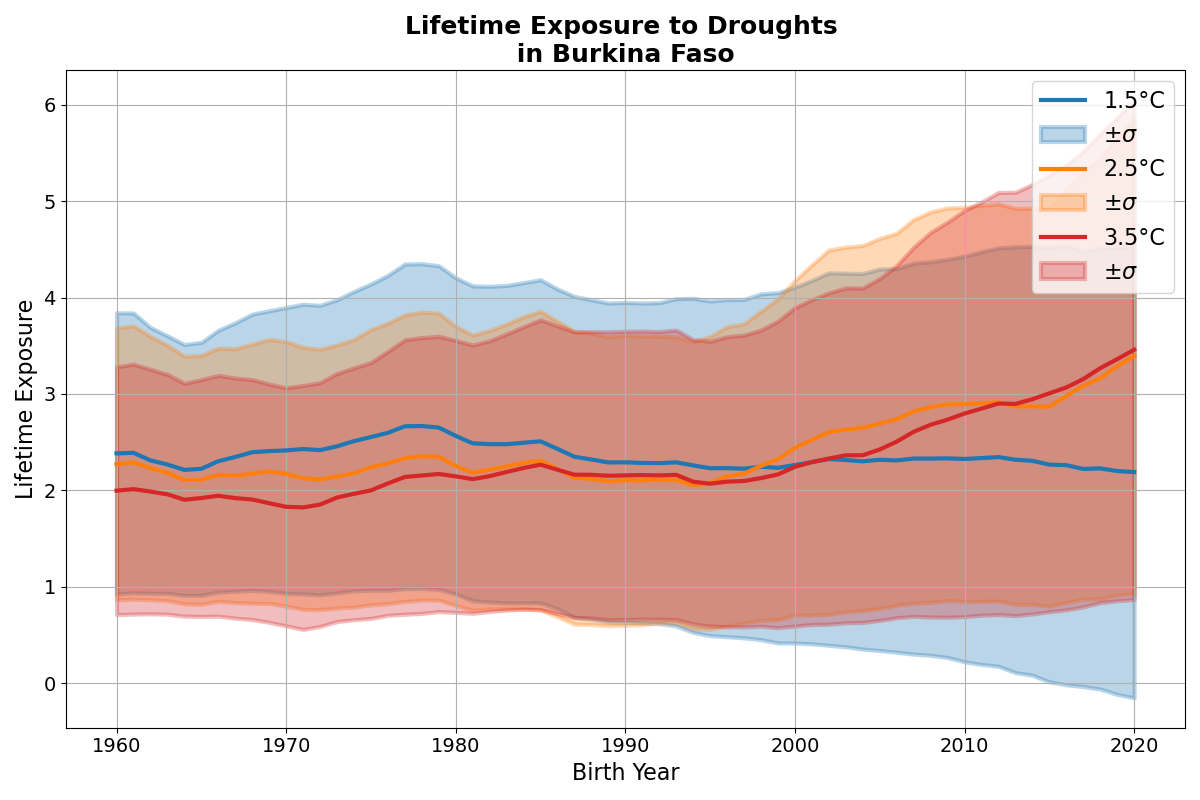 Lifetime Exposure to Droughts
in Burkina Faso
Lifetime Exposure
6
5
4
3
2
1
0
1.5°C
±σ
2.5°C
±σ
3.5°C
±σ
1960 1970 1980 1990 2000 2010 2020
Birth Year